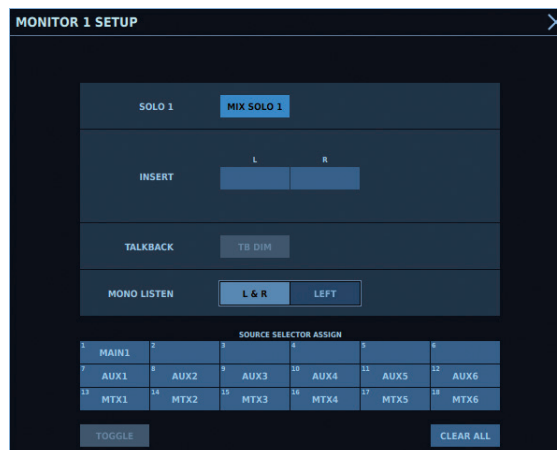 MONITOR 1 SETUP
SOLO 1 MIX SOLO 1
L R
INSERT
TALKBACK TB DIM
MONO LISTEN L & R LEFT
SOURCE SELECTOR ASSIGN
1 MAIN1 2 3 4 5 6
7 AUX1 8 AUX2 9 AUX3 10 AUX4 11 AUX5 12 AUX6
13 MTX1 14 MTX2 15 MTX3 16 MTX4 17 MTX5 18 MTX6
TOGGLE CLEAR ALL